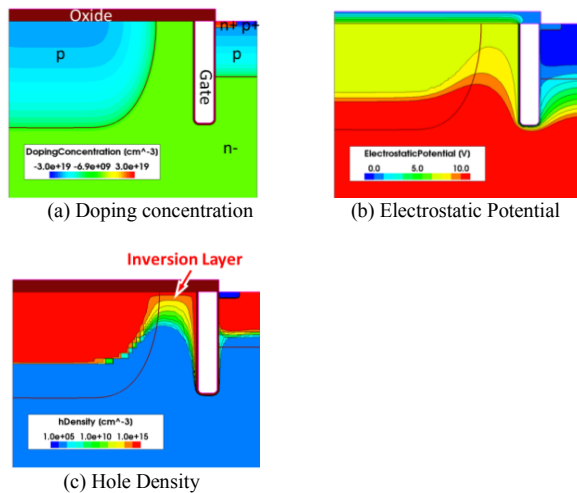 Oxide
n+ p+
p
p
Gate
n-
DopingConcentration (cm^-3)
-3.0e+19 -6.9e+09 3.0e+19
(a) Doping concentration
ElectrostaticPotential (V)
0.0 5.0 10.0
(b) Electrostatic Potential
Inversion Layer
hDensity (cm^-3)
1.0e+05 1.0e+10 1.0e+15
(c) Hole Density